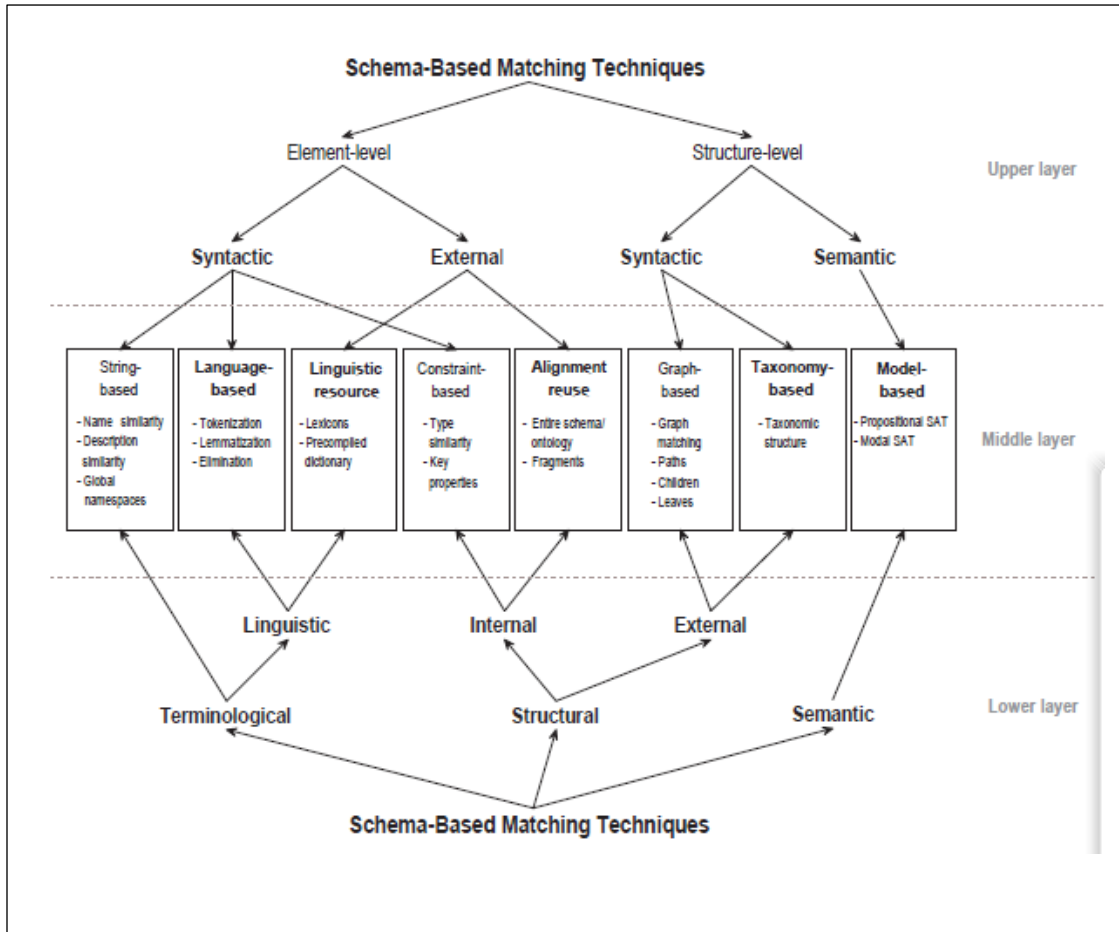 Schema-Based Matching Techniques
Element-level
Structure-level
Upper layer
Syntactic
External
Syntactic
Semantic
String-
based
- Name similarity
- Description
similarity
- Global
namespaces
Language-
based
- Tokenization
- Lemmatization
- Elimination
Linguistic
resource
- Lexicons
- Precompiled
dictionary
Constraint-
based
- Type
similarity
- Key
properties
Alignment
reuse
- Entire schema/
ontology
- Fragments
Graph-
based
- Graph
matching
- Paths
- Children
- Leaves
Taxonomy-
based
- Taxonomic
structure
Model-
based
- Propositional SAT
- Modal SAT
Middle layer
Linguistic
Internal
External
Terminological
Structural
Semantic
Lower layer
Schema-Based Matching Techniques